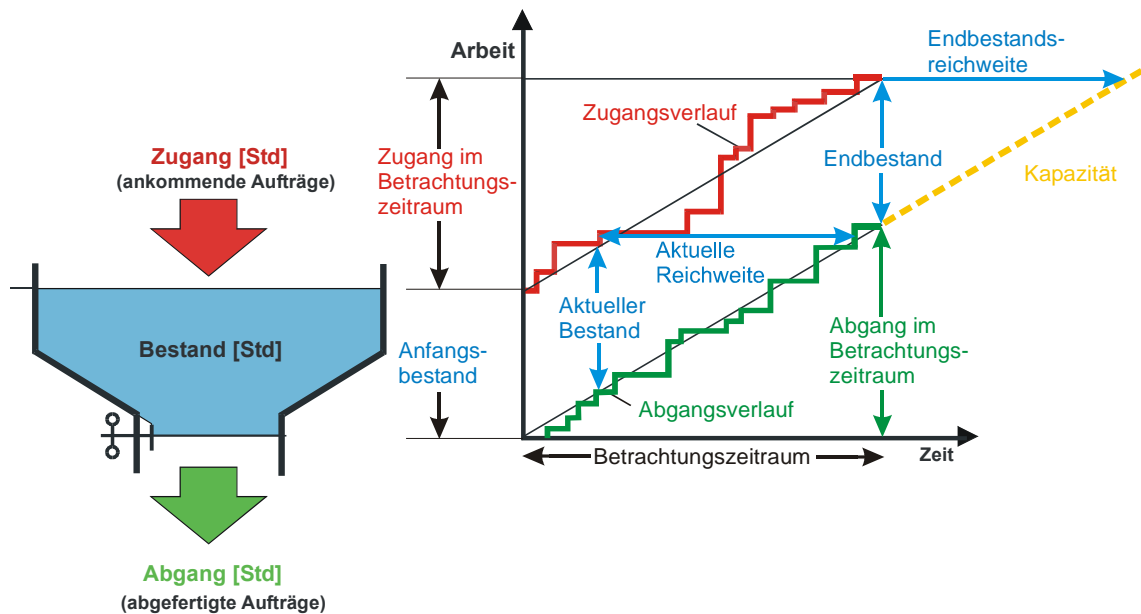 Zugang [Std]
(ankommende Aufträge)
Bestand [Std]
Abgang [Std]
(abgefertigte Aufträge)
Arbeit
Zugang im
Betrachtungs-
zeitraum
Anfangs-
bestand
Zugangsverlauf
Endbestands-
reichweite
Endbestand
Kapazität
Aktuelle
Reichweite
Aktueller
Bestand
Abgang im
Betrachtungs-
zeitraum
Abgangsverlauf
Betrachtungszeitraum
Zeit